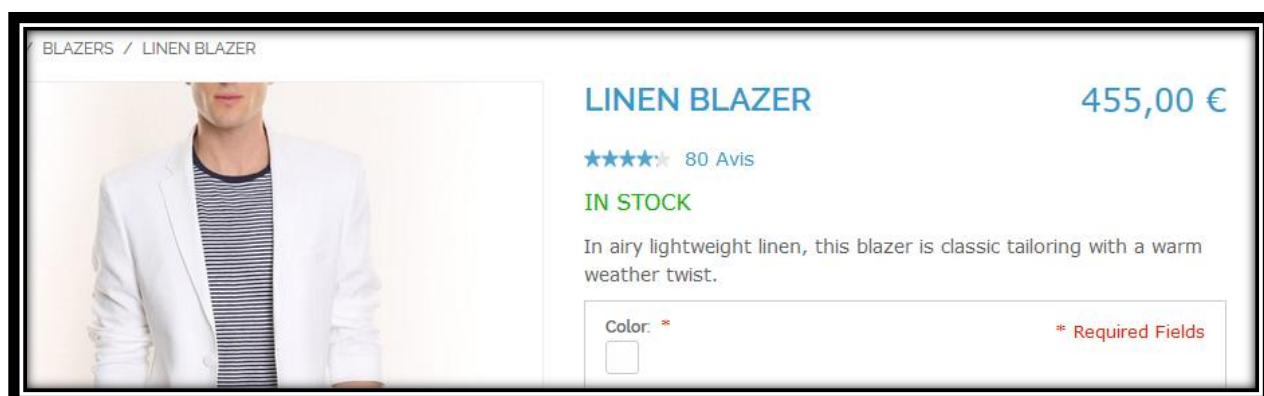 / BLAZERS / LINEN BLAZER
LINEN BLAZER
455,00 €
80 Avis
IN STOCK
In airy lightweight linen, this blazer is classic tailoring with a warm
weather twist.
Color: *
* Required Fields